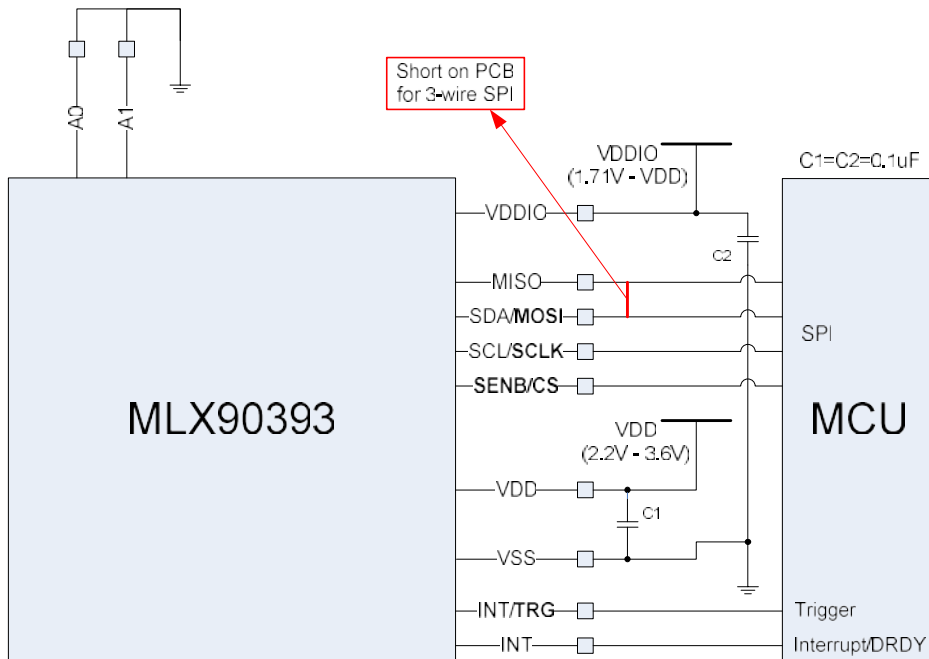 A0
A1
Short on PCB
for 3-wire SPI
VDDIO
(1.71V - VDD)
C1=C2=0.1uF
VDDIO
C2
MISO
SDA/MOSI
SPI
SCL/SCLK
SENB/CS
MLX90393
MCU
VDD
(2.2V - 3.6V)
VDD
C1
VSS
INT/TRG
Trigger
INT
Interrupt/DRDY